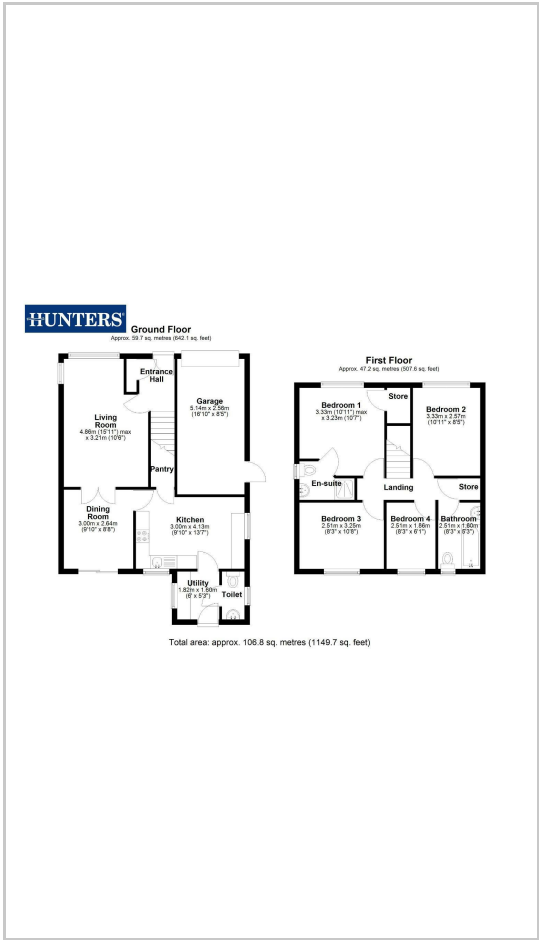 HUNTERS
Ground Floor
Approx. 59.7 sq. metres (642.1 sq. feet)
Entrance
Hall
Garage
5.14m x 2.56m
(16'10" x 8'5")
Living
Room
4.86m (15'11") max
x 3.21m (10'6")
Pantry
Dining
Room
3.00m x 2.64m
(9'10" x 8'8")
Kitchen
3.00m x 4.13m
(9'10" x 13'7")
Utility
1.82m x 1.60m
(6' x 5'3")
Toilet
First Floor
Approx. 47.2 sq. metres (507.6 sq. feet)
Bedroom 1
3.33m (10'11") max
x 3.23m (10'7")
Store
Bedroom 2
3.33m x 2.57m
(10'11" x 8'5")
En-suite
Landing
Store
Bedroom 3
2.51m x 3.25m
(8'3" x 10'8")
Bedroom 4
2.51m x 1.86m
(8'3" x 6'1")
Bathroom
2.51m x 1.60m
(8'3" x 5'3")
Total area: approx. 106.8 sq. metres (1149.7 sq. feet)